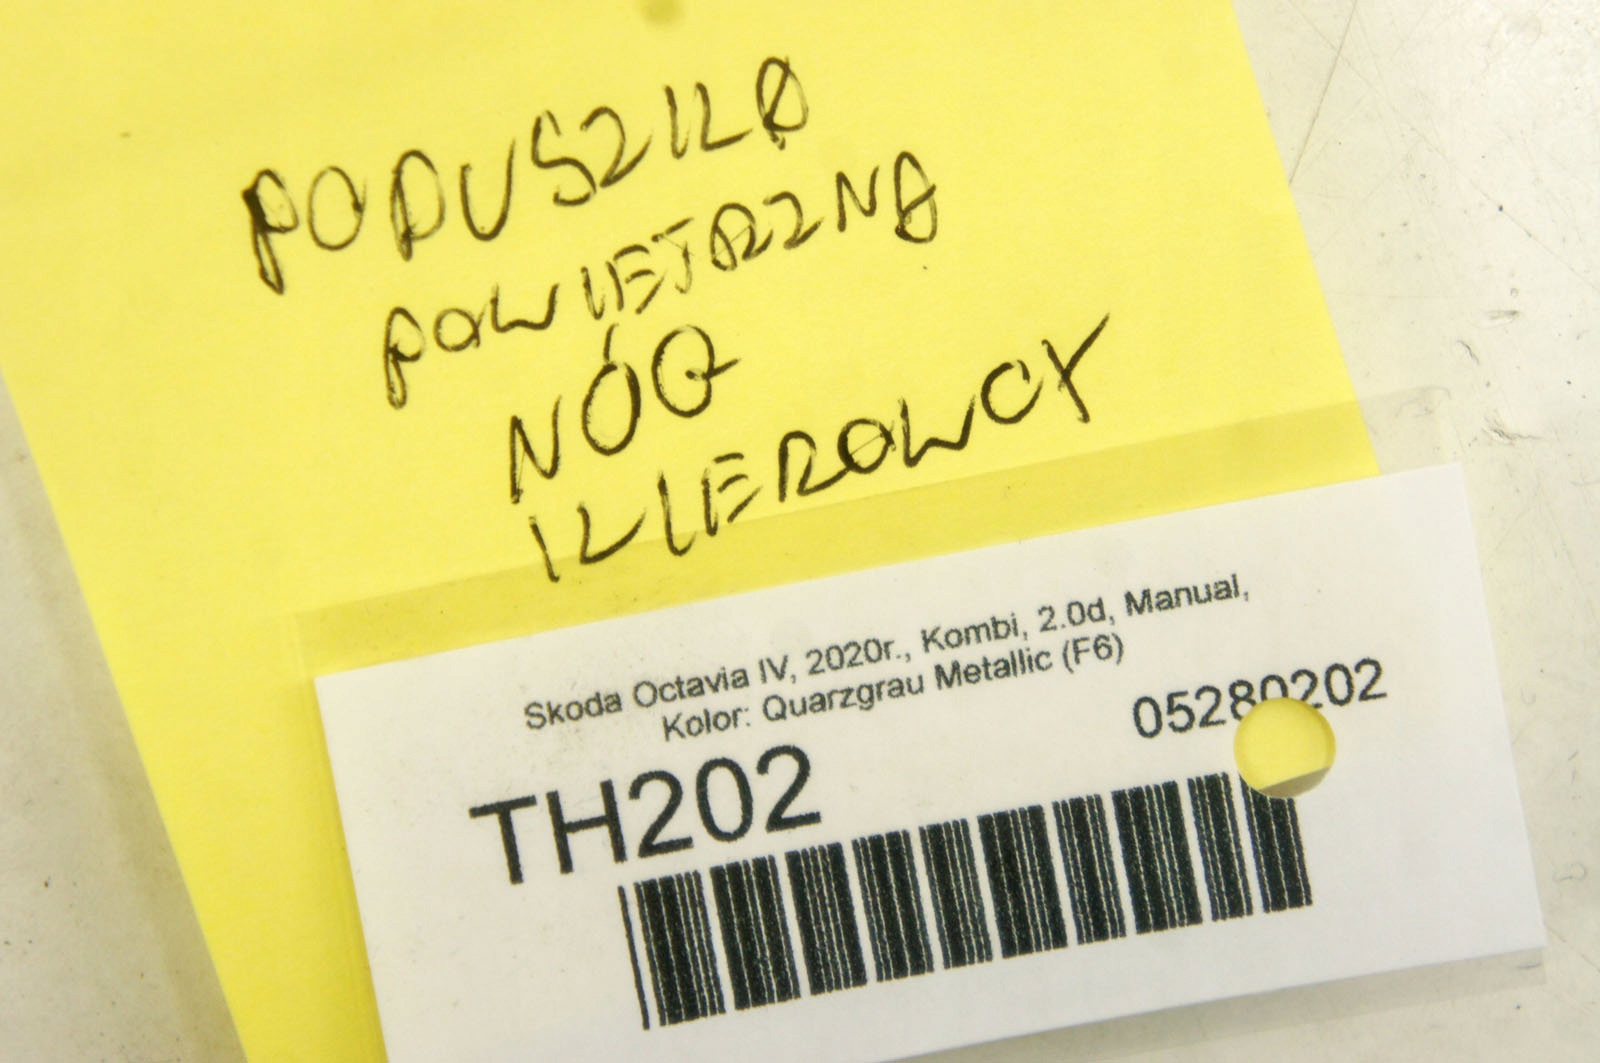 PODUSZKA
POWIETRZNA
NÓG
KIEROWCY
Skoda Octavia IV, 2020r., Kombi, 2.0d, Manual,
Kolor: Quarzgrau Metallic (F6)
05280202
TH202